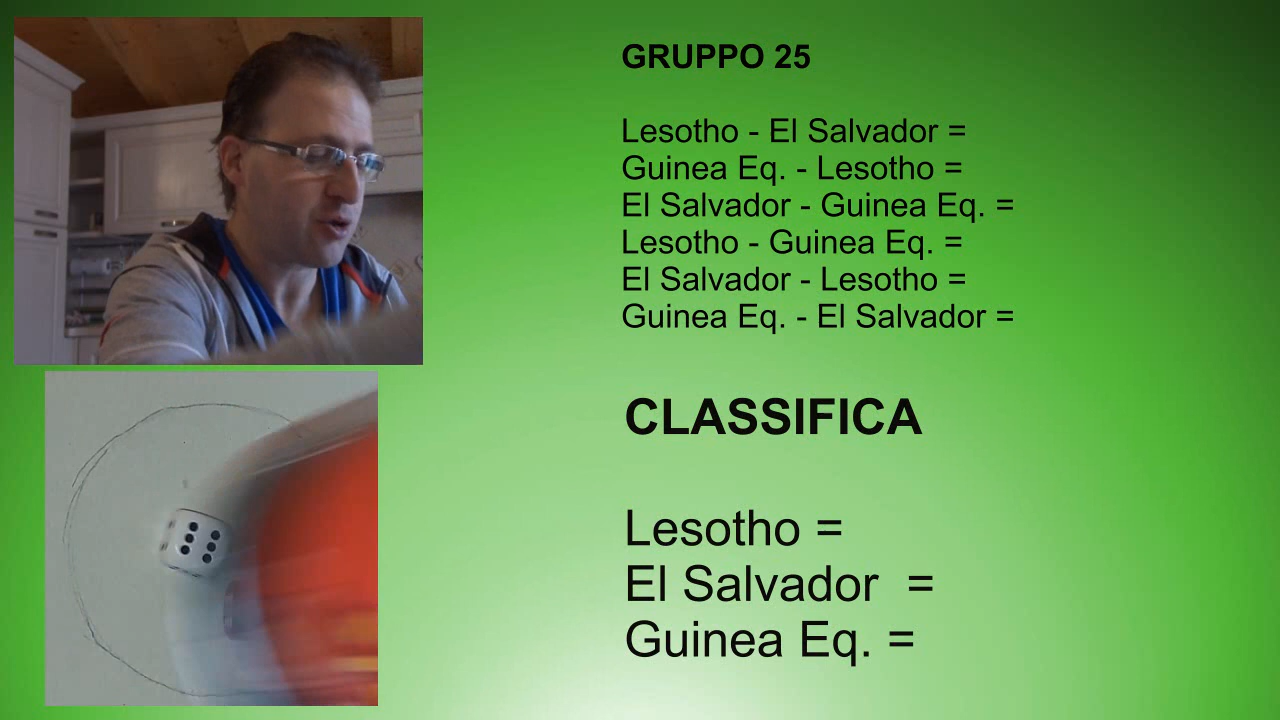 GRUPPO 25
Lesotho - El Salvador =
Guinea Eq. - Lesotho =
El Salvador - Guinea Eq. =
Lesotho - Guinea Eq. =
El Salvador - Lesotho =
Guinea Eq. - El Salvador =
CLASSIFICA
Lesotho =
El Salvador =
Guinea Eq. =